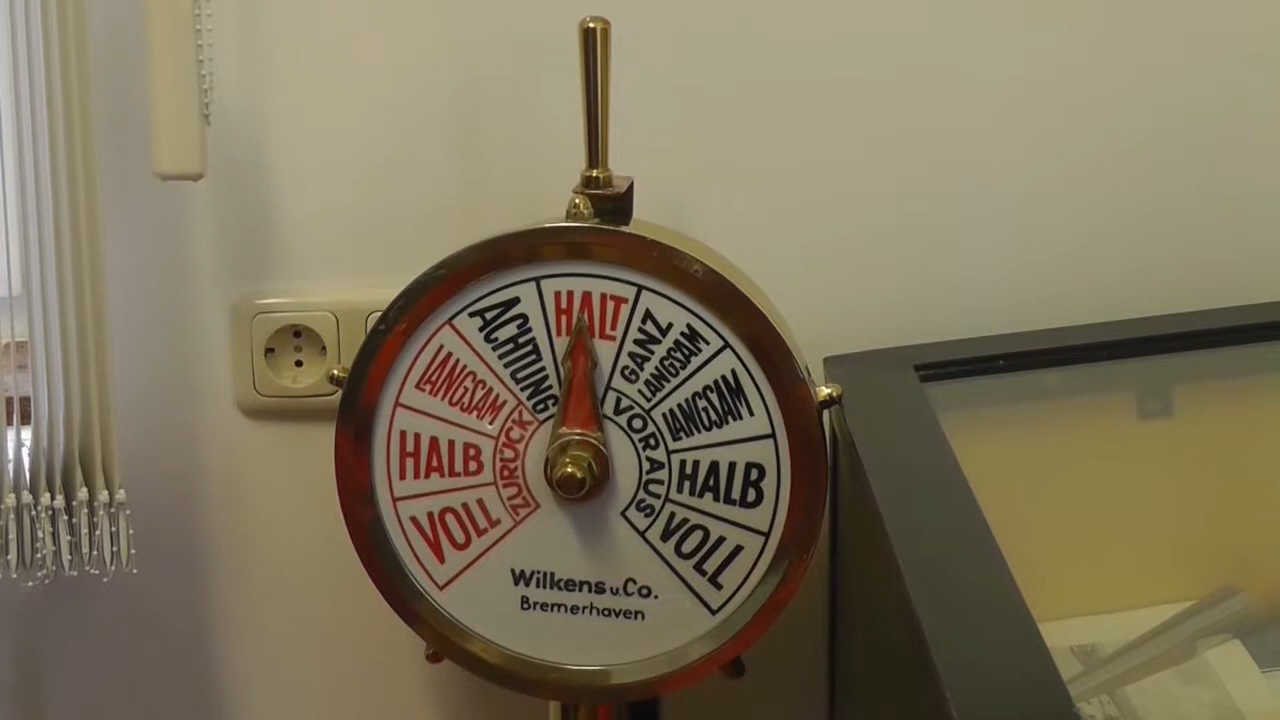 HALT
ACHTUNG
GANZ
LANGSAM
LANGSAM
LANGSAM
ZURÜCK
VORAUS
HALB
HALB
VOLL
VOLL
Wilkens u. Co.
Bremerhaven